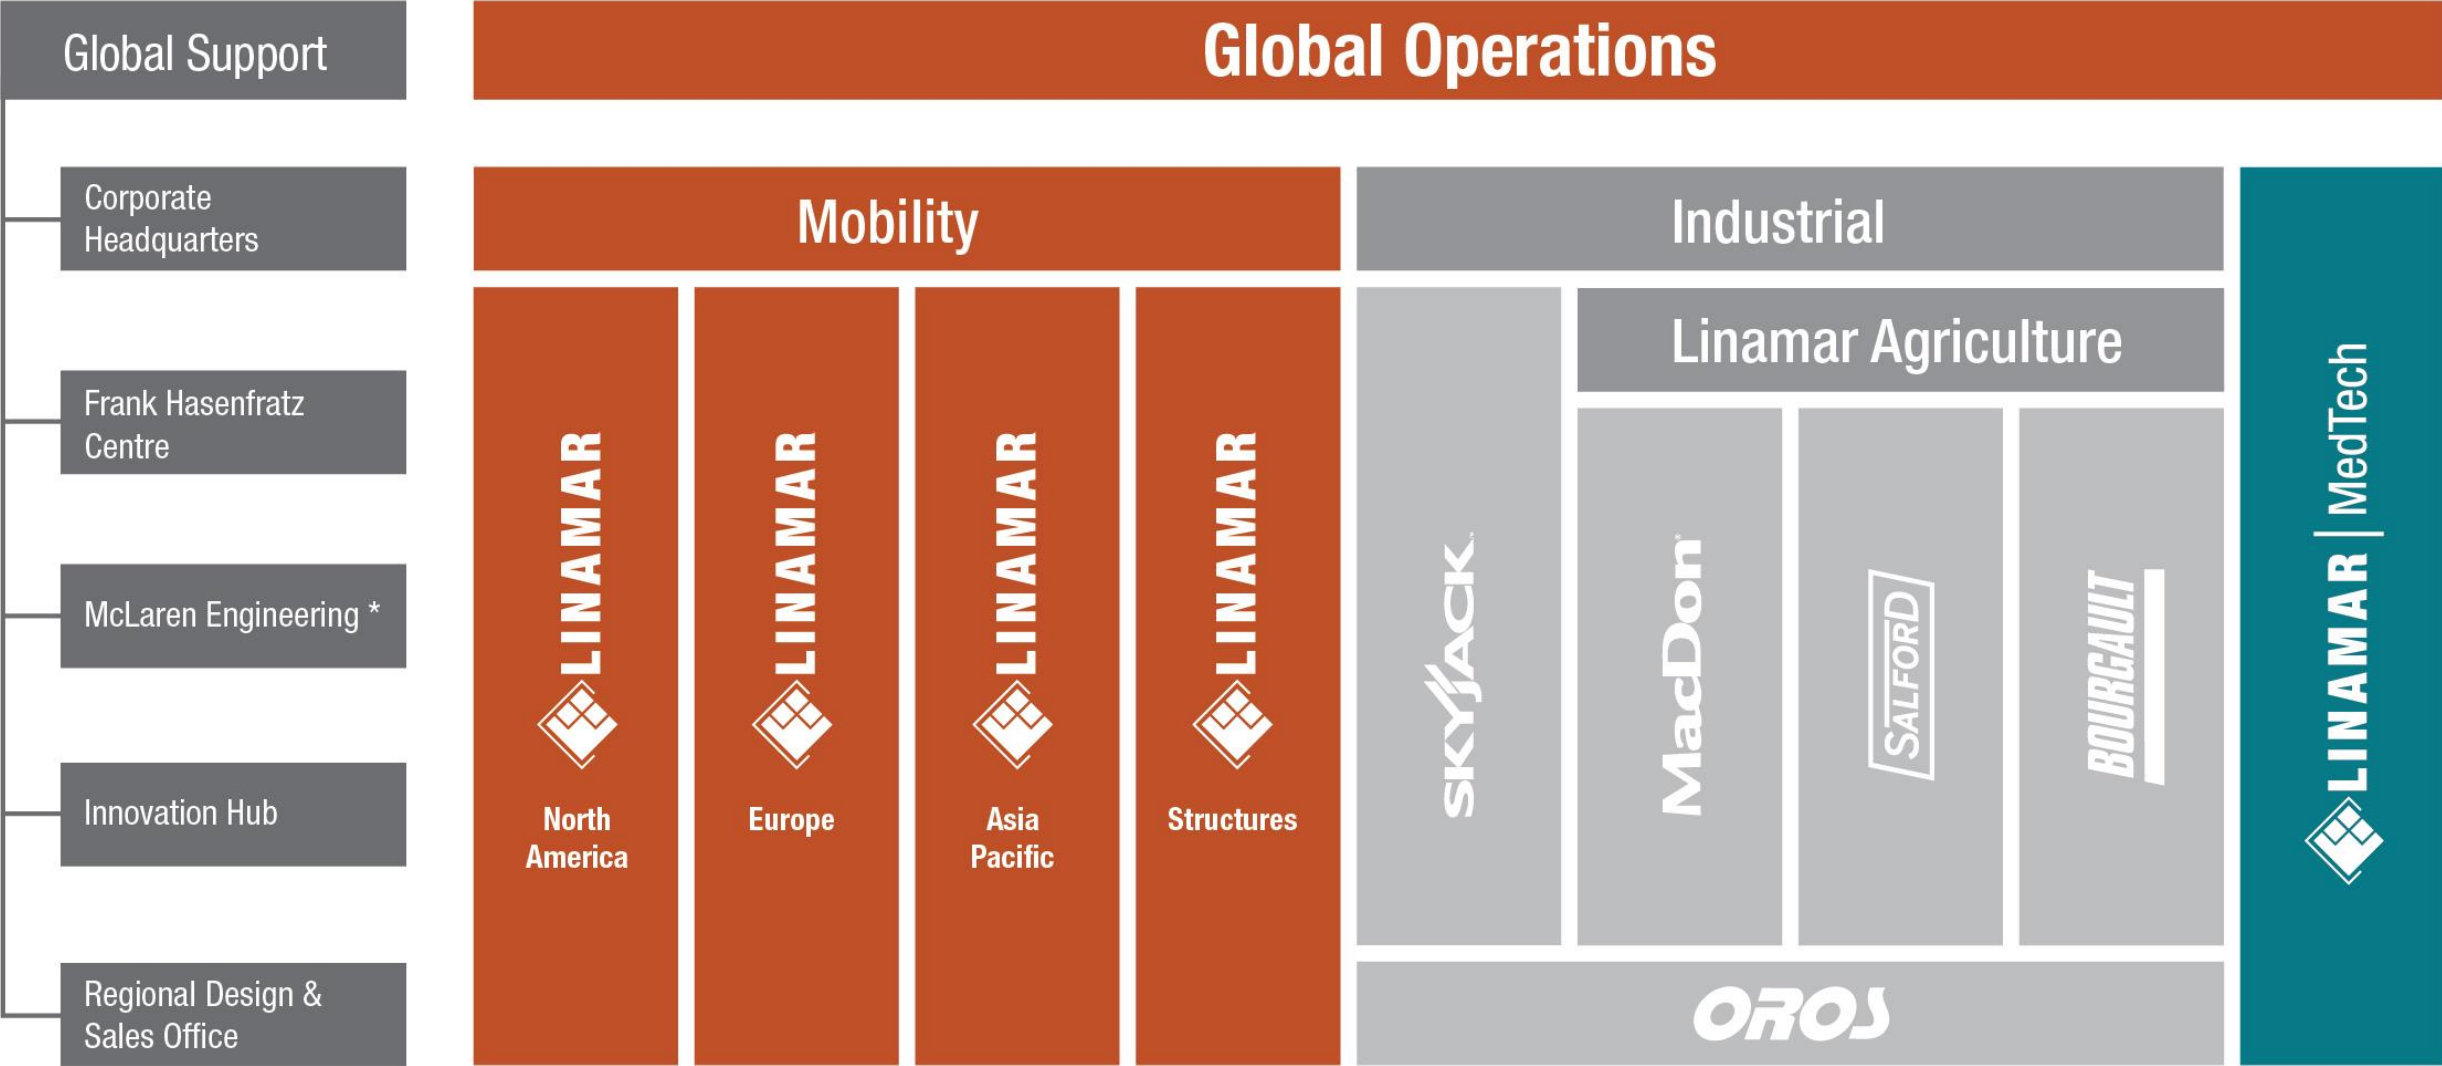 Global Support
Corporate
Headquarters
Frank Hasenfratz
Centre
McLaren Engineering *
Innovation Hub
Regional Design &
Sales Office
Global Operations
Mobility
LINAMAR
North
America
LINAMAR
Europe
LINAMAR
Asia
Pacific
LINAMAR
Structures
Industrial
SKYJACK
Linamar Agriculture
MacDon
SALFORD
BOURGAULT
OROS
LINAMAR | MedTech